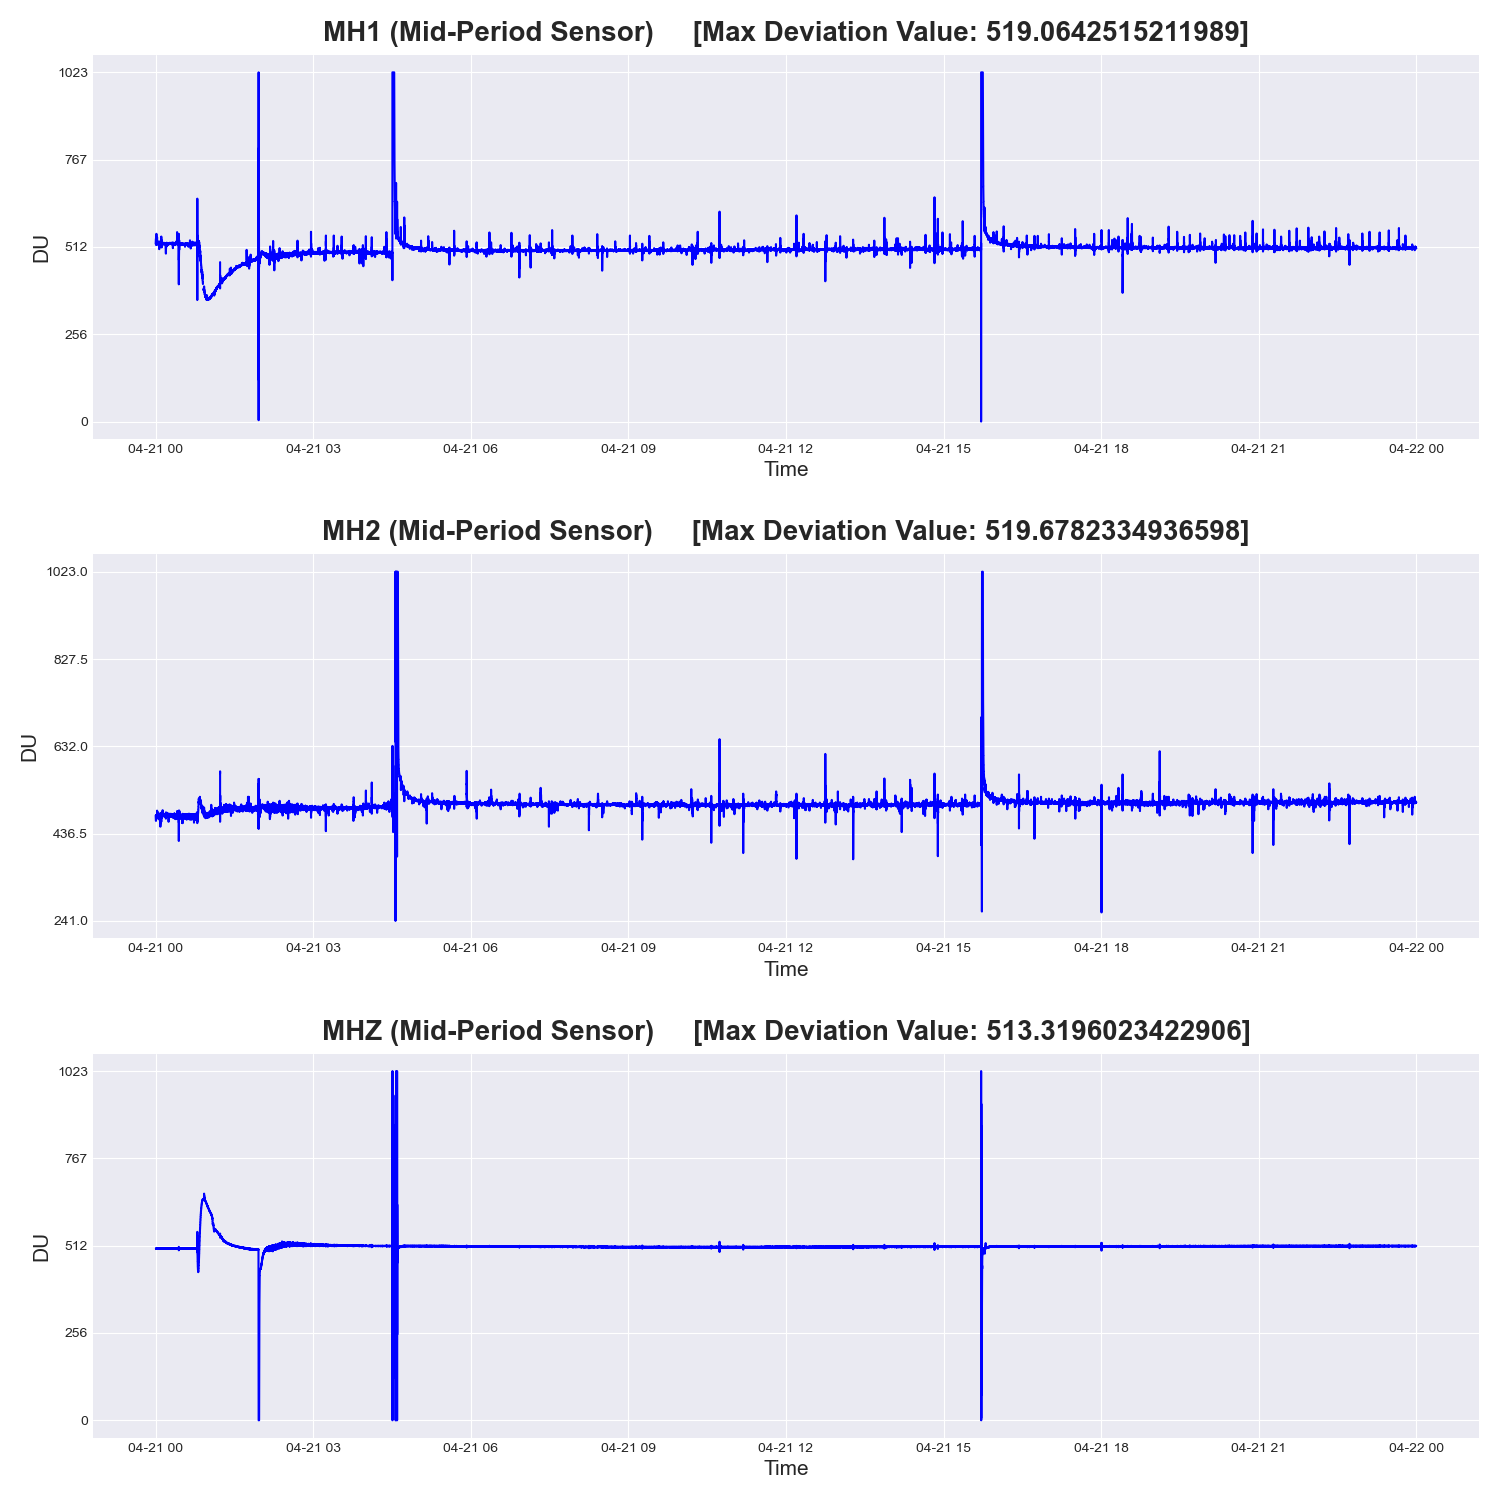 MH1 (Mid-Period Sensor) [Max Deviation Value: 519.0642515211989]
1023
767
512
256
0
DU
04-21 00 04-21 03 04-21 06 04-21 09 04-21 12 04-21 15 04-21 18 04-21 21 04-22 00
Time
MH2 (Mid-Period Sensor) [Max Deviation Value: 519.6782334936598]
1023.0
827.5
632.0
436.5
241.0
DU
04-21 00 04-21 03 04-21 06 04-21 09 04-21 12 04-21 15 04-21 18 04-21 21 04-22 00
Time
MHZ (Mid-Period Sensor) [Max Deviation Value: 513.3196023422906]
1023
767
512
256
0
DU
04-21 00 04-21 03 04-21 06 04-21 09 04-21 12 04-21 15 04-21 18 04-21 21 04-22 00
Time